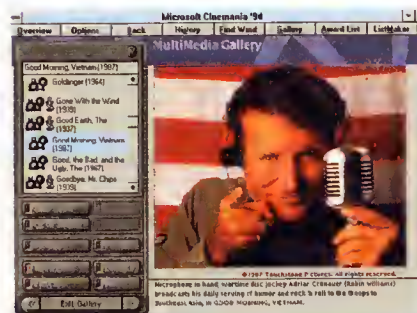 Microsoft Cinemania '94
Overview Options Back History Find Word Gallery Award List ListMaker
MultiMedia Gallery
Good Morning, Vietnam (1987)
Goldfinger (1964)
Gone With the Wind
(1939)
Good Earth, The
(1937)
Good Morning, Vietnam
(1987)
Good, the Bad, and the
Ugly, The (1967)
Goodbye, Mr. Chips
(1939)
Exit Gallery
©1987 Touchstone Pictures. All rights reserved.
Microphone in hand, wartime disc jockey Adrian Cronauer (Robin Williams)
broadcasts his daily serving of humor and rock 'n roll to the troops in
Southeast Asia, in GOOD MORNING, VIETNAM.